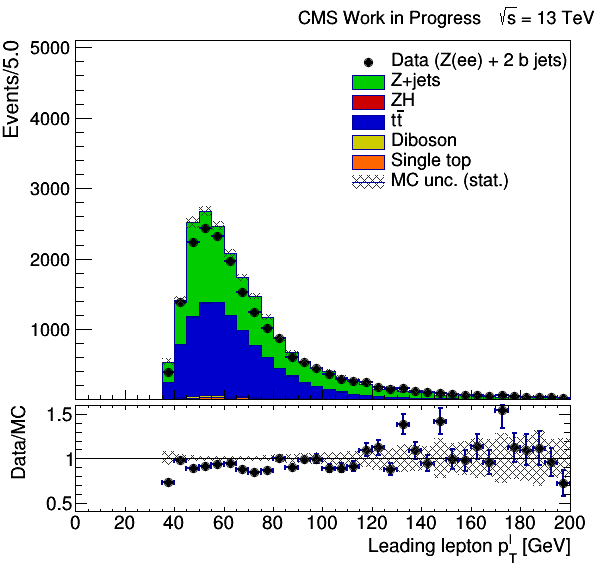 CMS Work in Progress √s = 13 TeV
Events/5.0
5000
4000
3000
2000
1000
Data (Z(ee) + 2 b jets)
Z+jets
ZH
tt̅
Diboson
Single top
MC unc. (stat.)
Data/MC
1.5
1
0.5
0 20 40 60 80 100 120 140 160 180 200
Leading lepton p_T^l [GeV]